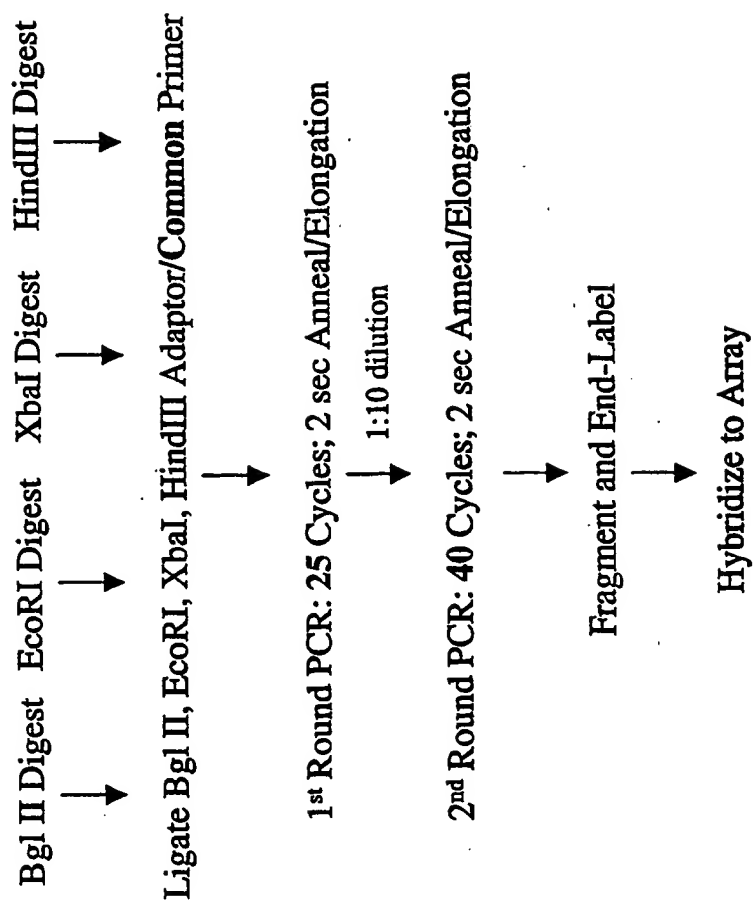 Bgl II Digest EcoRI Digest XbaI Digest HindIII Digest
Ligate Bgl II, EcoRI, XbaI, HindIII Adaptor/Common Primer
1st Round PCR: 25 Cycles; 2 sec Anneal/Elongation
1:10 dilution
2nd Round PCR: 40 Cycles; 2 sec Anneal/Elongation
Fragment and End-Label
Hybridize to Array